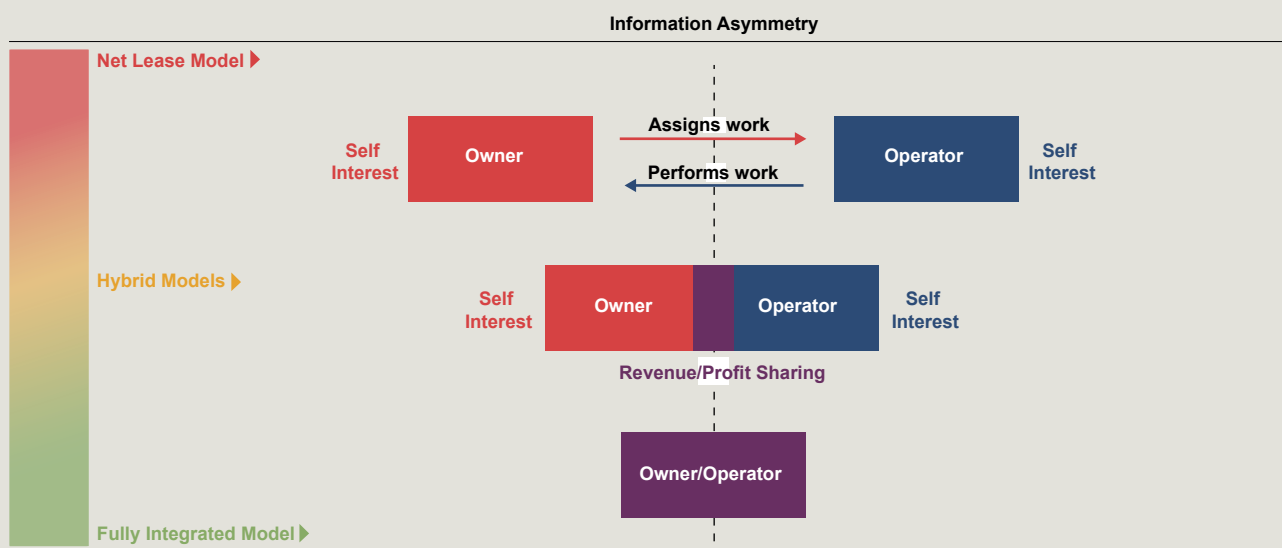 Information Asymmetry
Net Lease Model
Assigns work
Self
Interest
Owner
Operator
Self
Interest
Performs work
Hybrid Models
Self
Interest
Owner
Operator
Self
Interest
Revenue/Profit Sharing
Owner/Operator
Fully Integrated Model